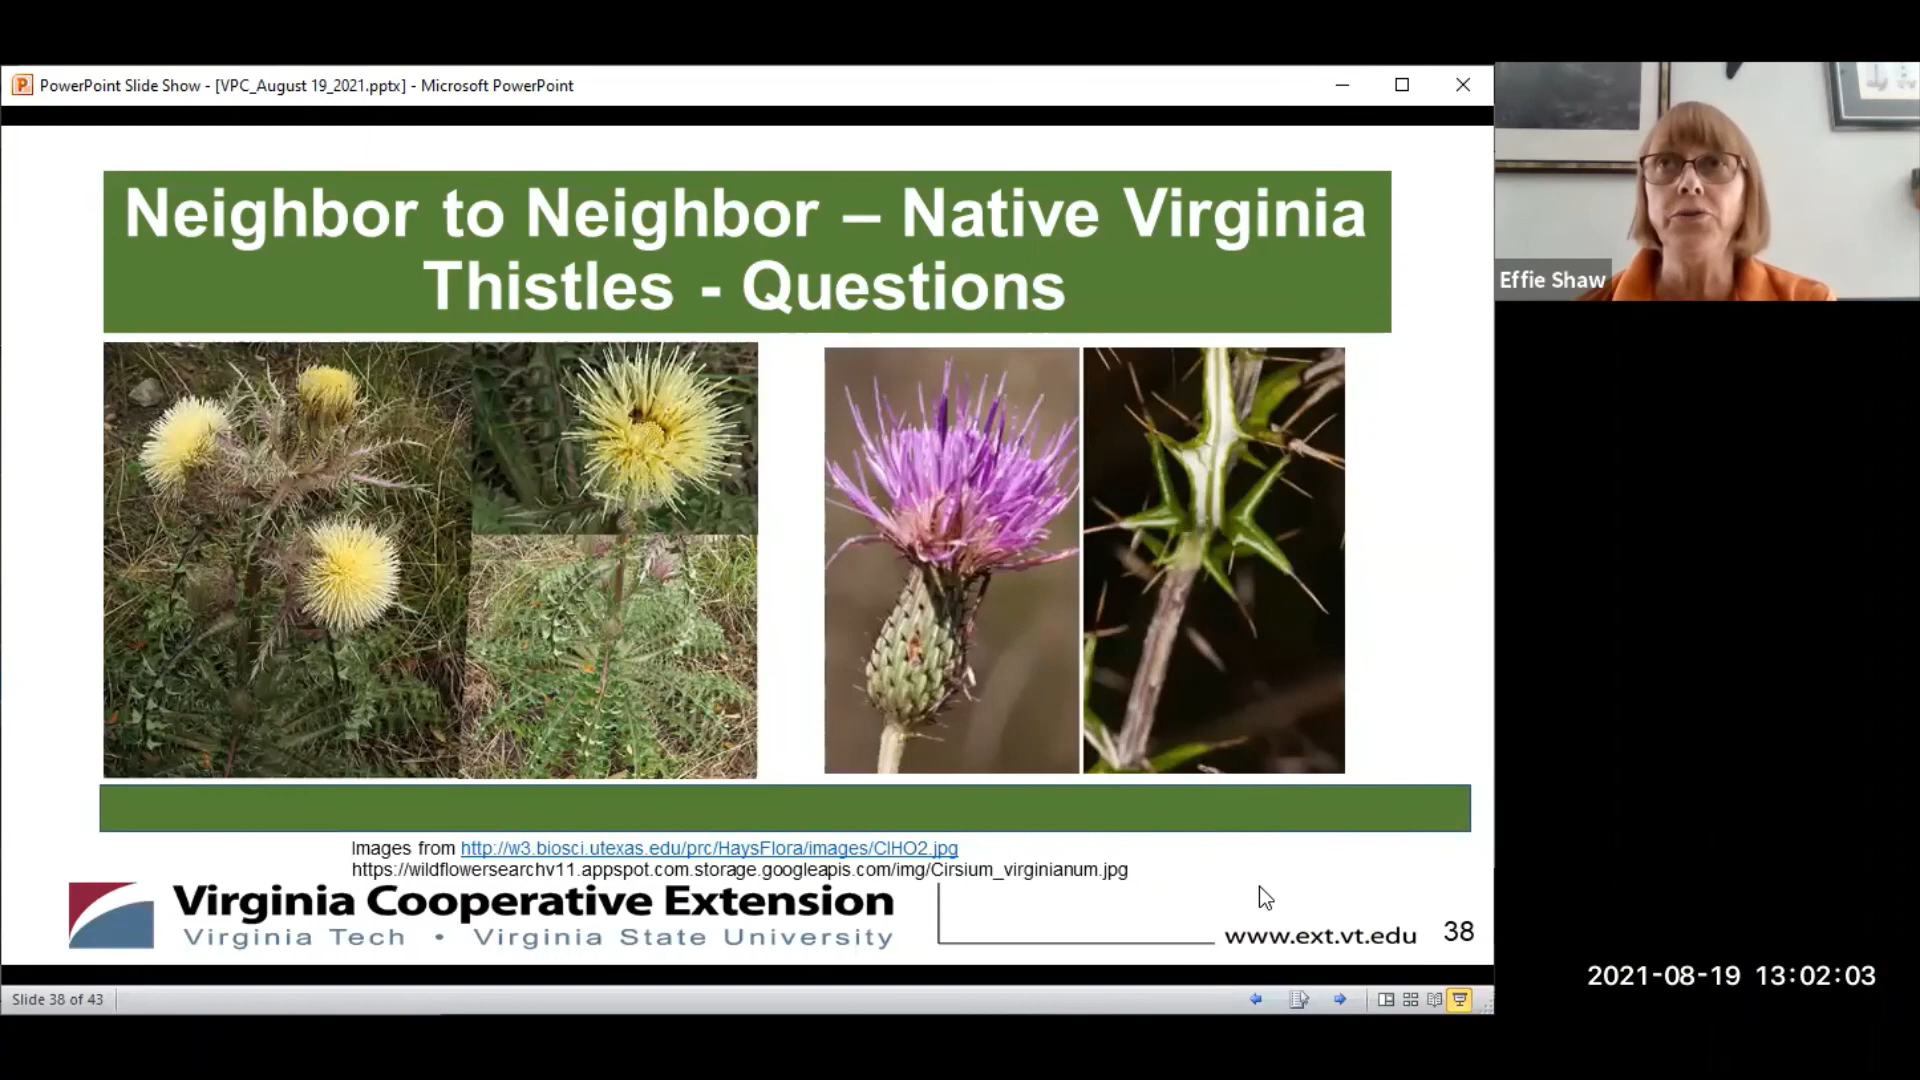 PowerPoint Slide Show - [VPC_August 19_2021.pptx] - Microsoft PowerPoint
Neighbor to Neighbor – Native Virginia
Thistles - Questions
Effie Shaw
Images from http://w3.biosci.utexas.edu/prc/HaysFlora/images/CIHO2.jpg
https://wildflowersearchv11.appspot.com.storage.googleapis.com/img/Cirsium_virginianum.jpg
Virginia Cooperative Extension
Virginia Tech • Virginia State University
www.ext.vt.edu 38
2021-08-19 13:02:03
Slide 38 of 43